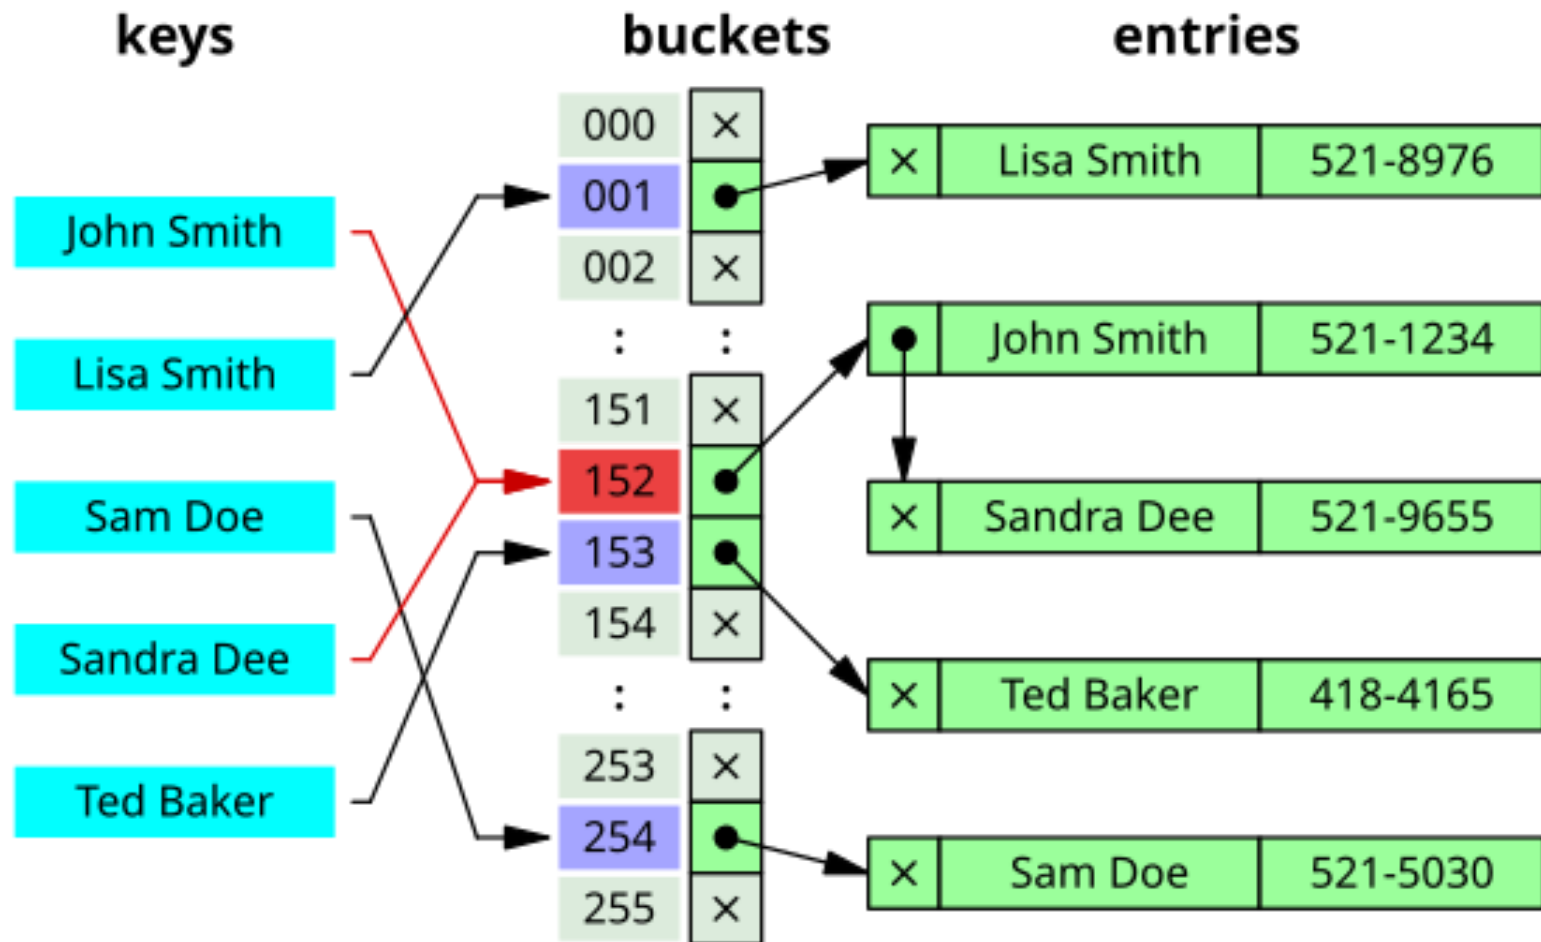 keys
buckets
entries
John Smith
Lisa Smith
Sam Doe
Sandra Dee
Ted Baker
000 ×
001
002 ×
: :
151 ×
152
153
154 ×
: :
253 ×
254
255 ×
× Lisa Smith 521-8976
John Smith 521-1234
× Sandra Dee 521-9655
× Ted Baker 418-4165
× Sam Doe 521-5030